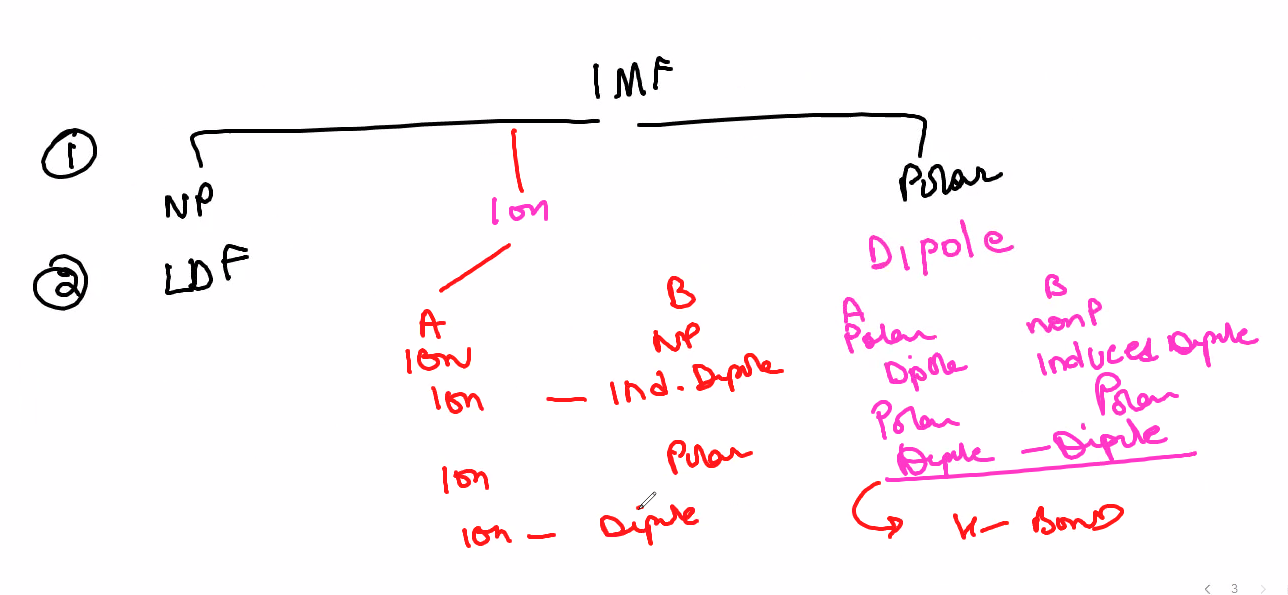 IMF
①
NP
Ion
Polar
② LDF
Dipole
A
B
Ion
NP
Ion — Ind. Dipole
Ion
Polar
Ion — Dipole
A
B
Polar
nonP
Dipole
Induces Dipole
Polar
Polar
Dipole — Dipole
H — Bond
3